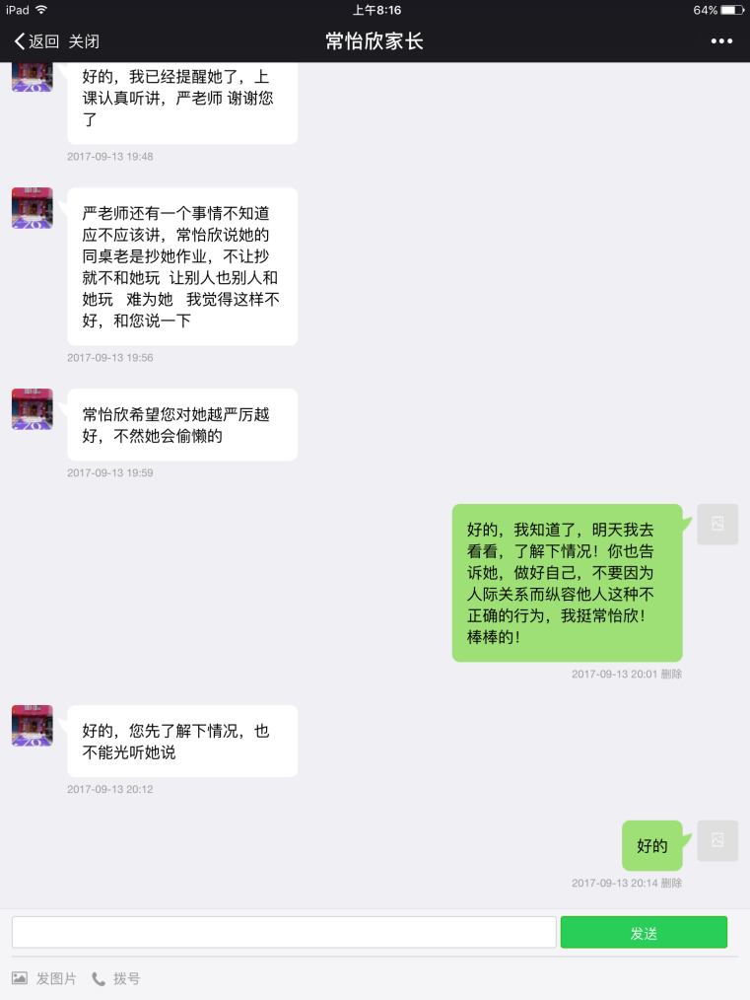 iPad
上午8:16
64%
返回 关闭
常怡欣家长
好的，我已经提醒她了，上
课认真听讲，严老师 谢谢您
了
2017-09-13 19:48
严老师还有一个事情不知道
应不应该讲，常怡欣说她的
同桌老是抄她作业，不让抄
就不和她玩 让别人也别人和
她玩 难为她 我觉得这样不
好，和您说一下
2017-09-13 19:56
常怡欣希望您对她越严厉越
好，不然她会偷懒的
2017-09-13 19:59
好的，我知道了，明天我去
看看，了解下情况！你也告
诉她，做好自己，不要因为
人际关系而纵容他人这种不
正确的行为，我挺常怡欣！
棒棒的！
2017-09-13 20:01 删除
好的，您先了解下情况，也
不能光听她说
2017-09-13 20:12
好的
2017-09-13 20:14 删除
发送
发图片 拨号